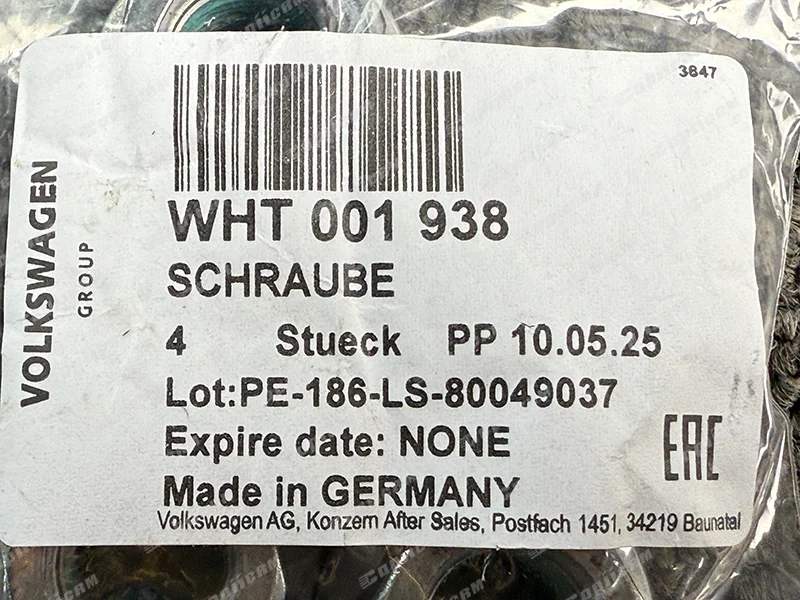 3847
VOLKSWAGEN
GROUP
WHT 001 938
SCHRAUBE
4 Stueck PP 10.05.25
Lot:PE-186-LS-80049037
Expire date: NONE
EAC
Made in GERMANY
Volkswagen AG, Konzern After Sales, Postfach 1451, 34219 Baunatal